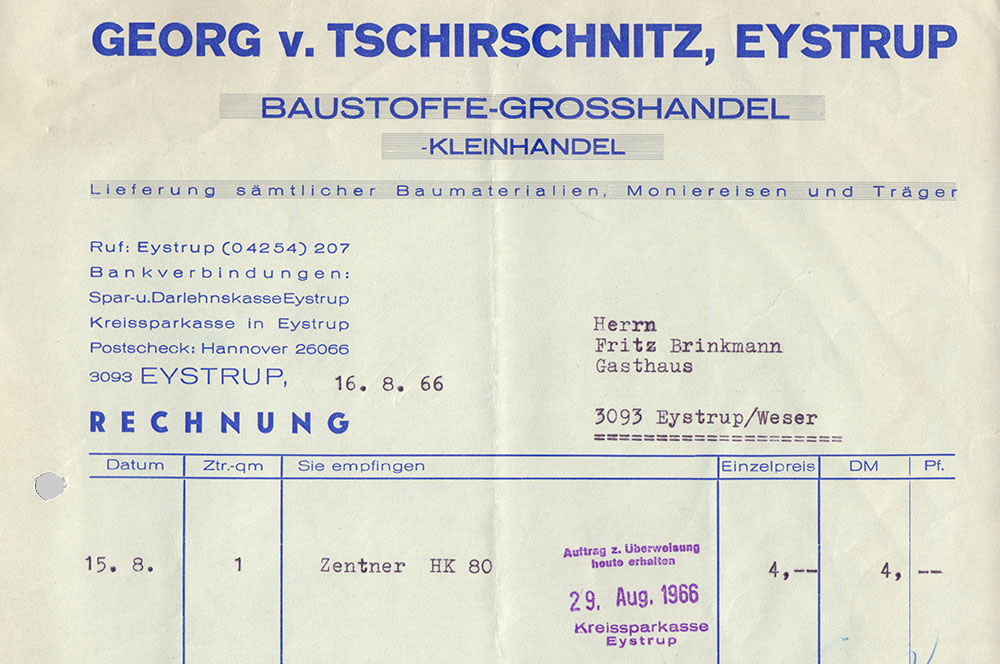 GEORG v. TSCHIRSCHNITZ, EYSTRUP
BAUSTOFFE-GROSSHANDEL
-KLEINHANDEL
Lieferung sämtlicher Baumaterialien, Moniereisen und Träger
Ruf: Eystrup (04254) 207
Bankverbindungen:
Spar-u.Darlehnskasse Eystrup
Kreissparkasse in Eystrup
Postscheck: Hannover 26066
3093 EYSTRUP, 16. 8. 66
Herrn
Fritz Brinkmann
Gasthaus
3093 Eystrup/Weser
RECHNUNG
Datum Ztr.-qm Sie empfingen Einzelpreis DM Pf.
15. 8. 1 Zentner HK 80 4,-- 4, --
Auftrag z. Überweisung
heute erhalten
29. Aug. 1966
Kreissparkasse
Eystrup